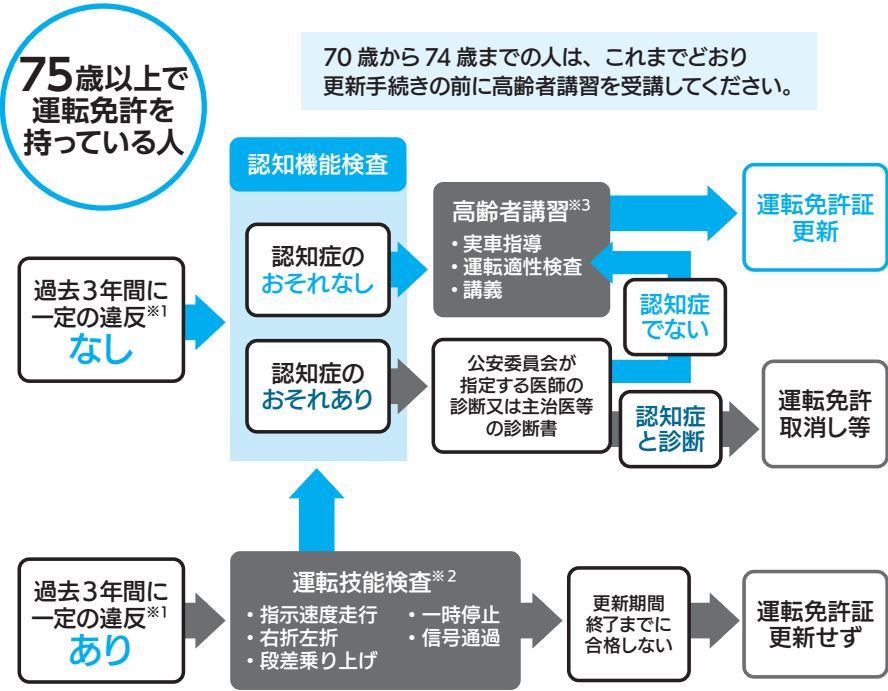 75歳以上で
運転免許を
持っている人
70歳から74歳までの人は、これまでどおり
更新手続きの前に高齢者講習を受講してください。
過去3年間に
一定の違反※1
なし
認知機能検査
認知症の
おそれなし
認知症の
おそれあり
高齢者講習※3
・実車指導
・運転適性検査
・講義
公安委員会が
指定する医師の
診断又は主治医等
の診断書
認知症
でない
認知症
と診断
運転免許証
更新
運転免許
取消し等
過去3年間に
一定の違反※1
あり
運転技能検査※2
・指示速度走行 ・一時停止
・右折左折 ・信号通過
・段差乗り上げ
更新期間
終了までに
合格しない
運転免許証
更新せず